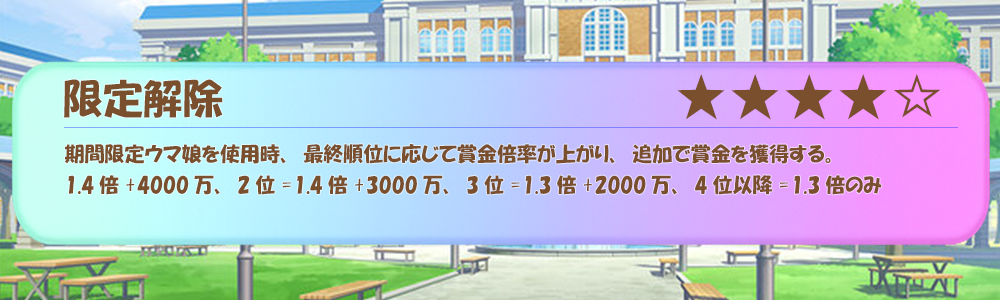 限定解除 ★★★★☆
期間限定ウマ娘を使用時、最終順位に応じて賞金倍率が上がり、追加で賞金を獲得する。
1.4倍+4000万、2位=1.4倍+3000万、3位=1.3倍+2000万、4位以降=1.3倍のみ